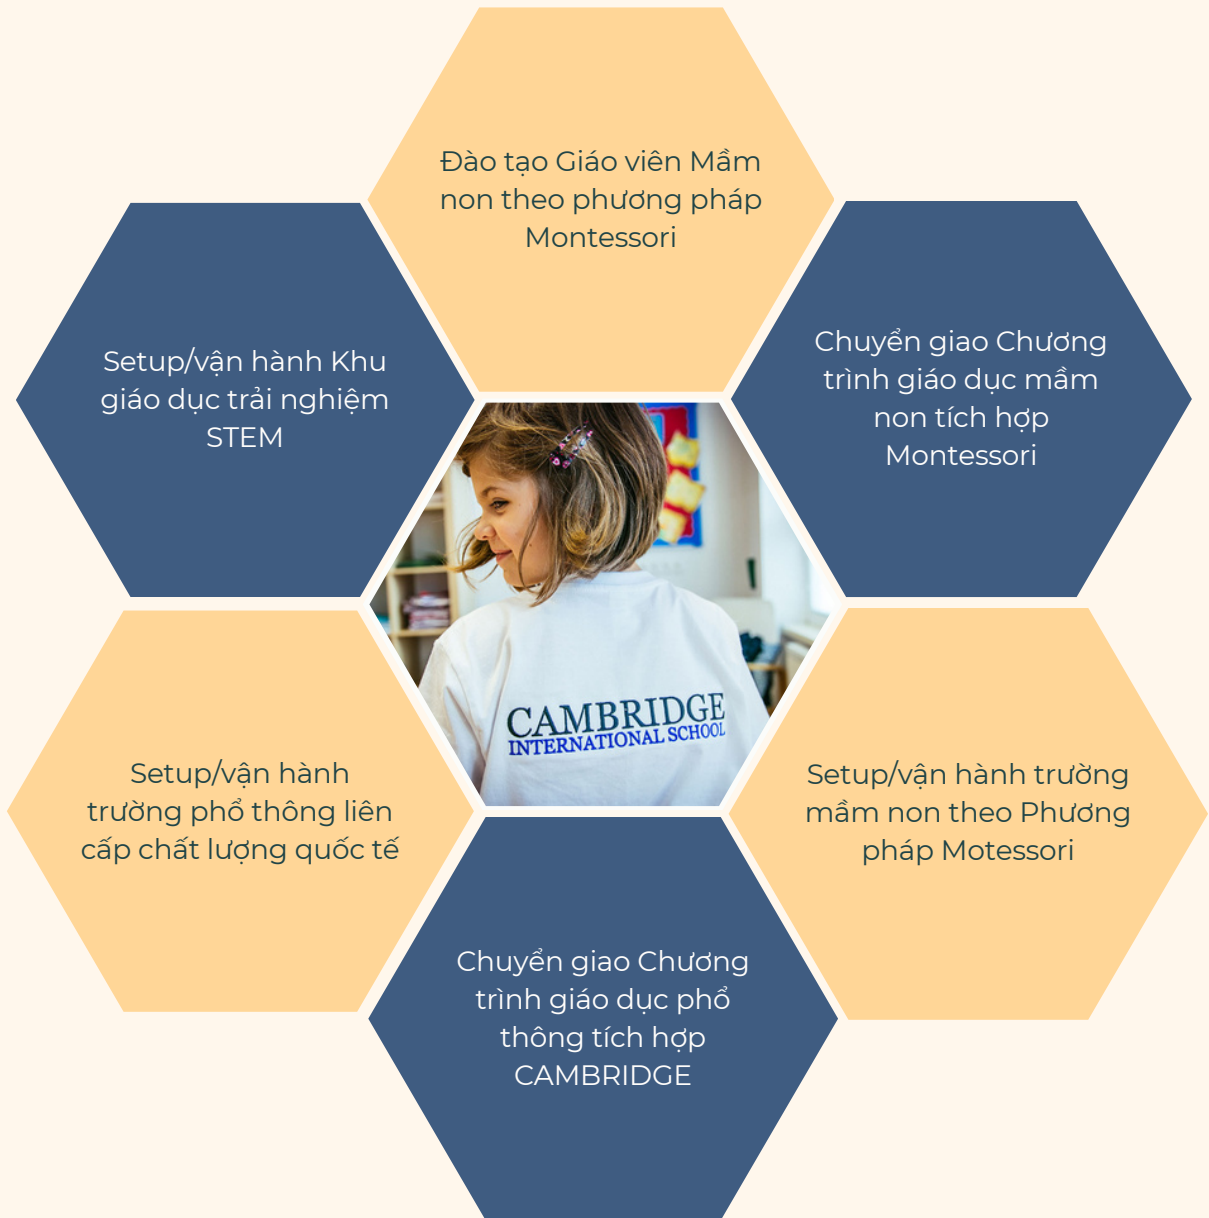 Đào tạo Giáo viên Mầm
non theo phương pháp
Montessori
Setup/vận hành Khu
giáo dục trải nghiệm
STEM
Chuyển giao Chương
trình giáo dục mầm
non tích hợp
Montessori
CAMBRIDGE
INTERNATIONAL SCHOOL
Setup/vận hành
trường phổ thông liên
cấp chất lượng quốc tế
Setup/vận hành trường
mầm non theo Phương
pháp Motessori
Chuyển giao Chương
trình giáo dục phổ
thông tích hợp
CAMBRIDGE